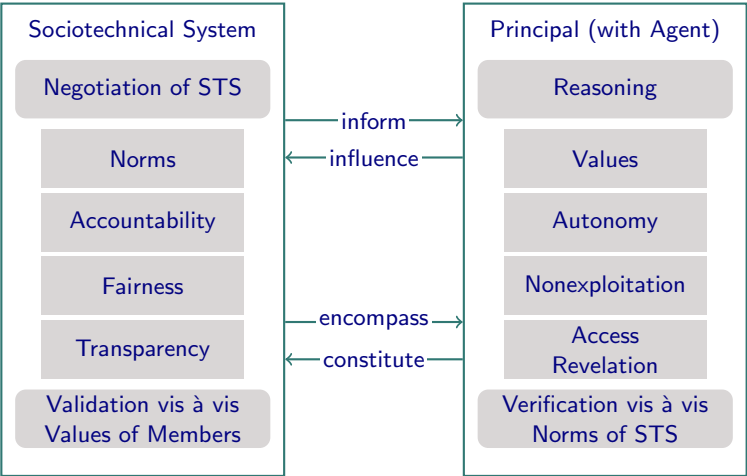 Sociotechnical System
Negotiation of STS
Norms
Accountability
Fairness
Transparency
Validation vis à vis
Values of Members
inform
influence
encompass
constitute
Principal (with Agent)
Reasoning
Values
Autonomy
Nonexploitation
Access
Revelation
Verification vis à vis
Norms of STS